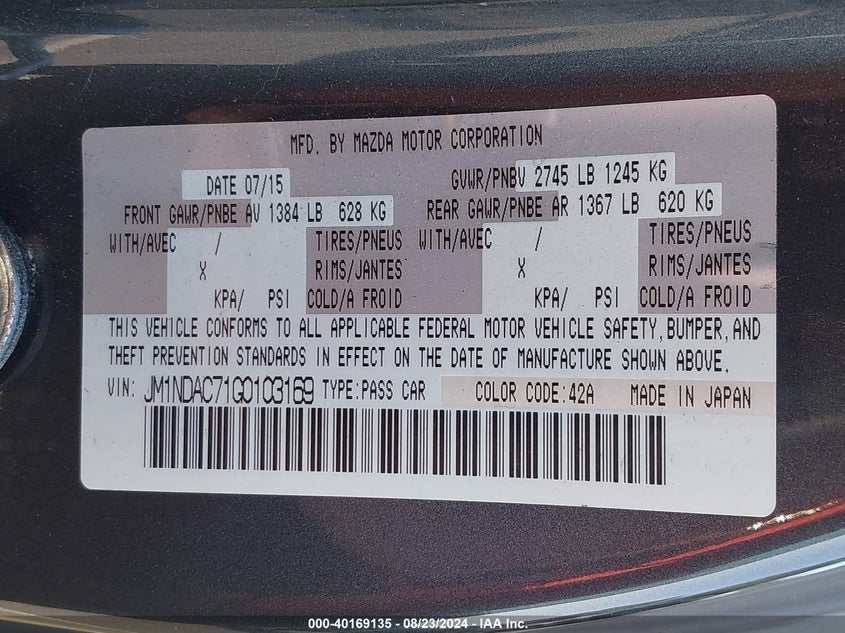 MFD. BY MAZDA MOTOR CORPORATION
DATE 07/15 GVWR/PNBV 2745 LB 1245 KG
FRONT GAWR/PNBE AV 1384 LB 628 KG REAR GAWR/PNBE AR 1367 LB 620 KG
WITH/AVEC / TIRES/PNEUS WITH/AVEC / TIRES/PNEUS
X RIMS/JANTES X RIMS/JANTES
KPA/ PSI COLD/A FROID KPA/ PSI COLD/A FROID
THIS VEHICLE CONFORMS TO ALL APPLICABLE FEDERAL MOTOR VEHICLE SAFETY, BUMPER, AND
THEFT PREVENTION STANDARDS IN EFFECT ON THE DATE OF MANUFACTURE SHOWN ABOVE.
VIN: JM1NDAC71G0103169 TYPE:PASS CAR COLOR CODE:42A MADE IN JAPAN
000-40169135 - 08/23/2024 - IAA Inc.